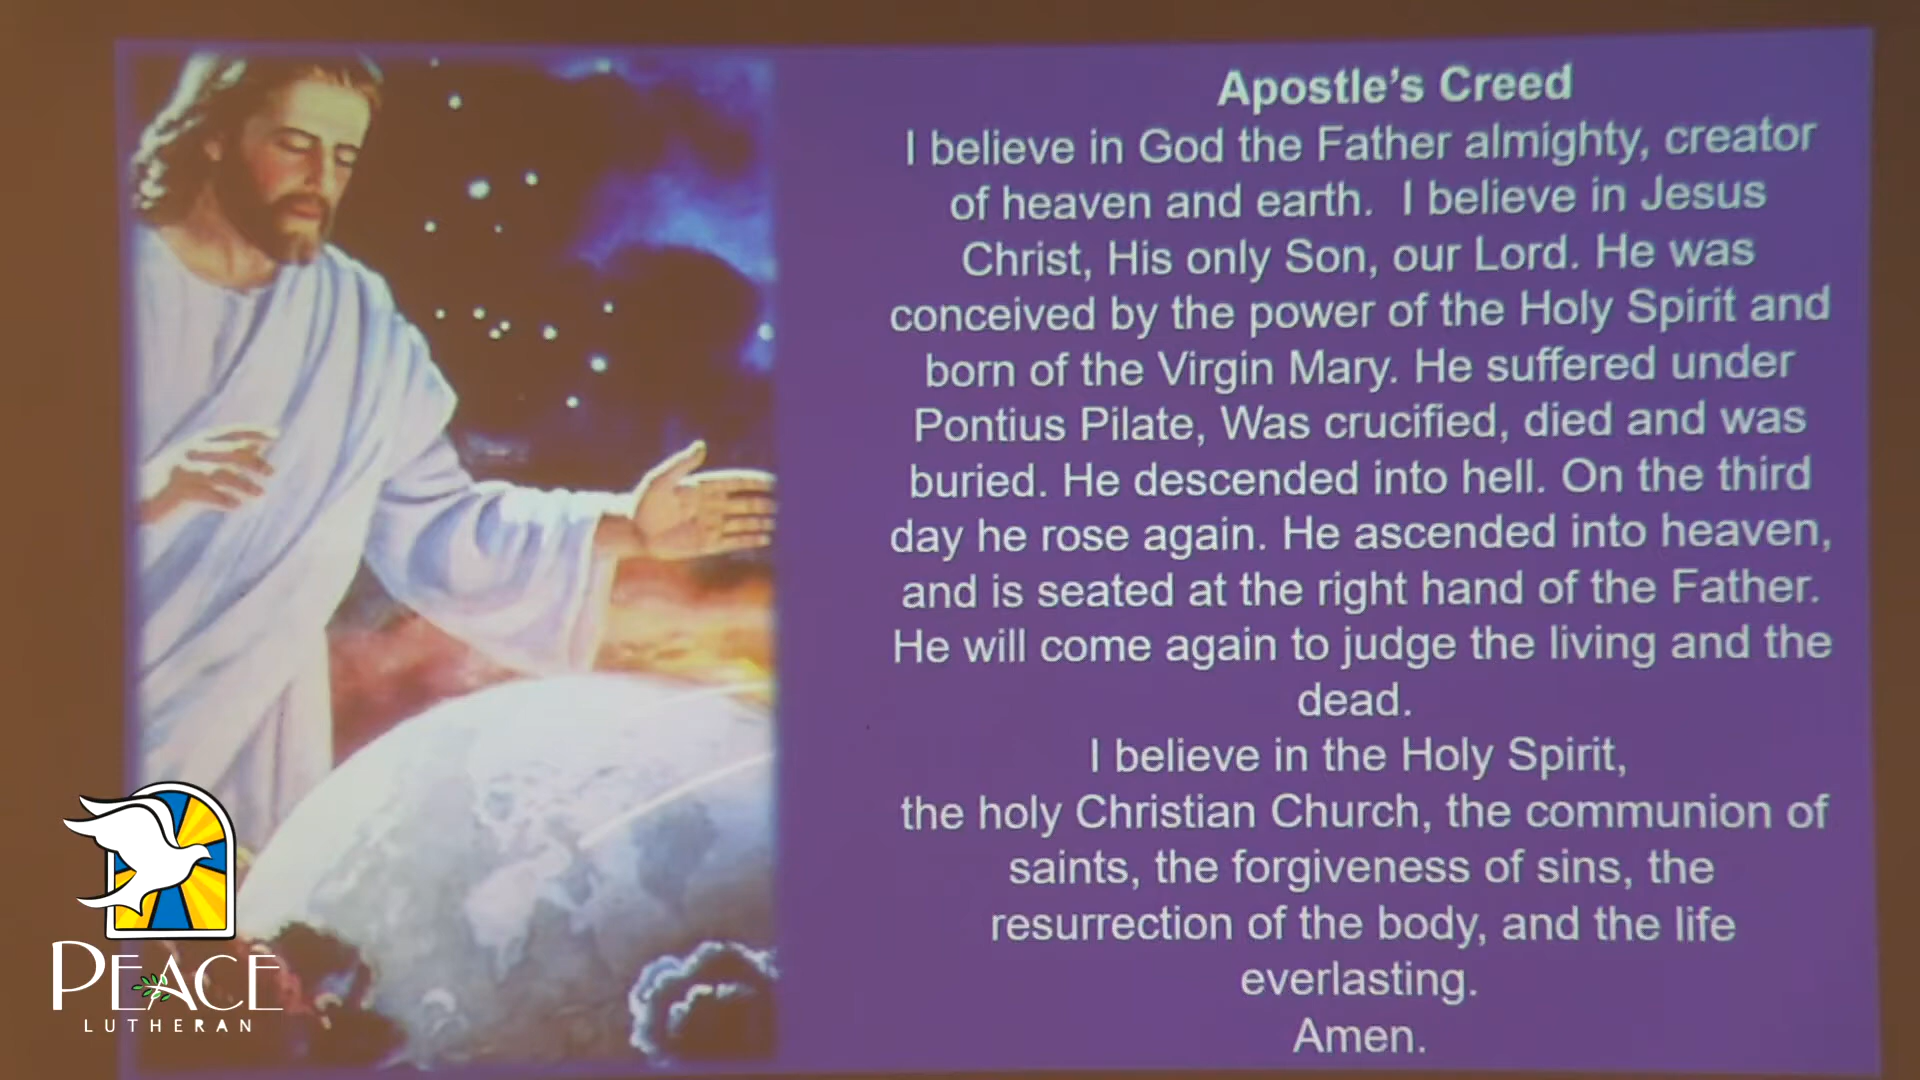 Apostle's Creed
I believe in God the Father almighty, creator
of heaven and earth.  I believe in Jesus
Christ, His only Son, our Lord. He was
conceived by the power of the Holy Spirit and
born of the Virgin Mary. He suffered under
Pontius Pilate, Was crucified, died and was
buried. He descended into hell. On the third
day he rose again. He ascended into heaven,
and is seated at the right hand of the Father.
He will come again to judge the living and the
dead.
I believe in the Holy Spirit,
the holy Christian Church, the communion of
saints, the forgiveness of sins, the
resurrection of the body, and the life
everlasting.
Amen.
PEACE
LUTHERAN